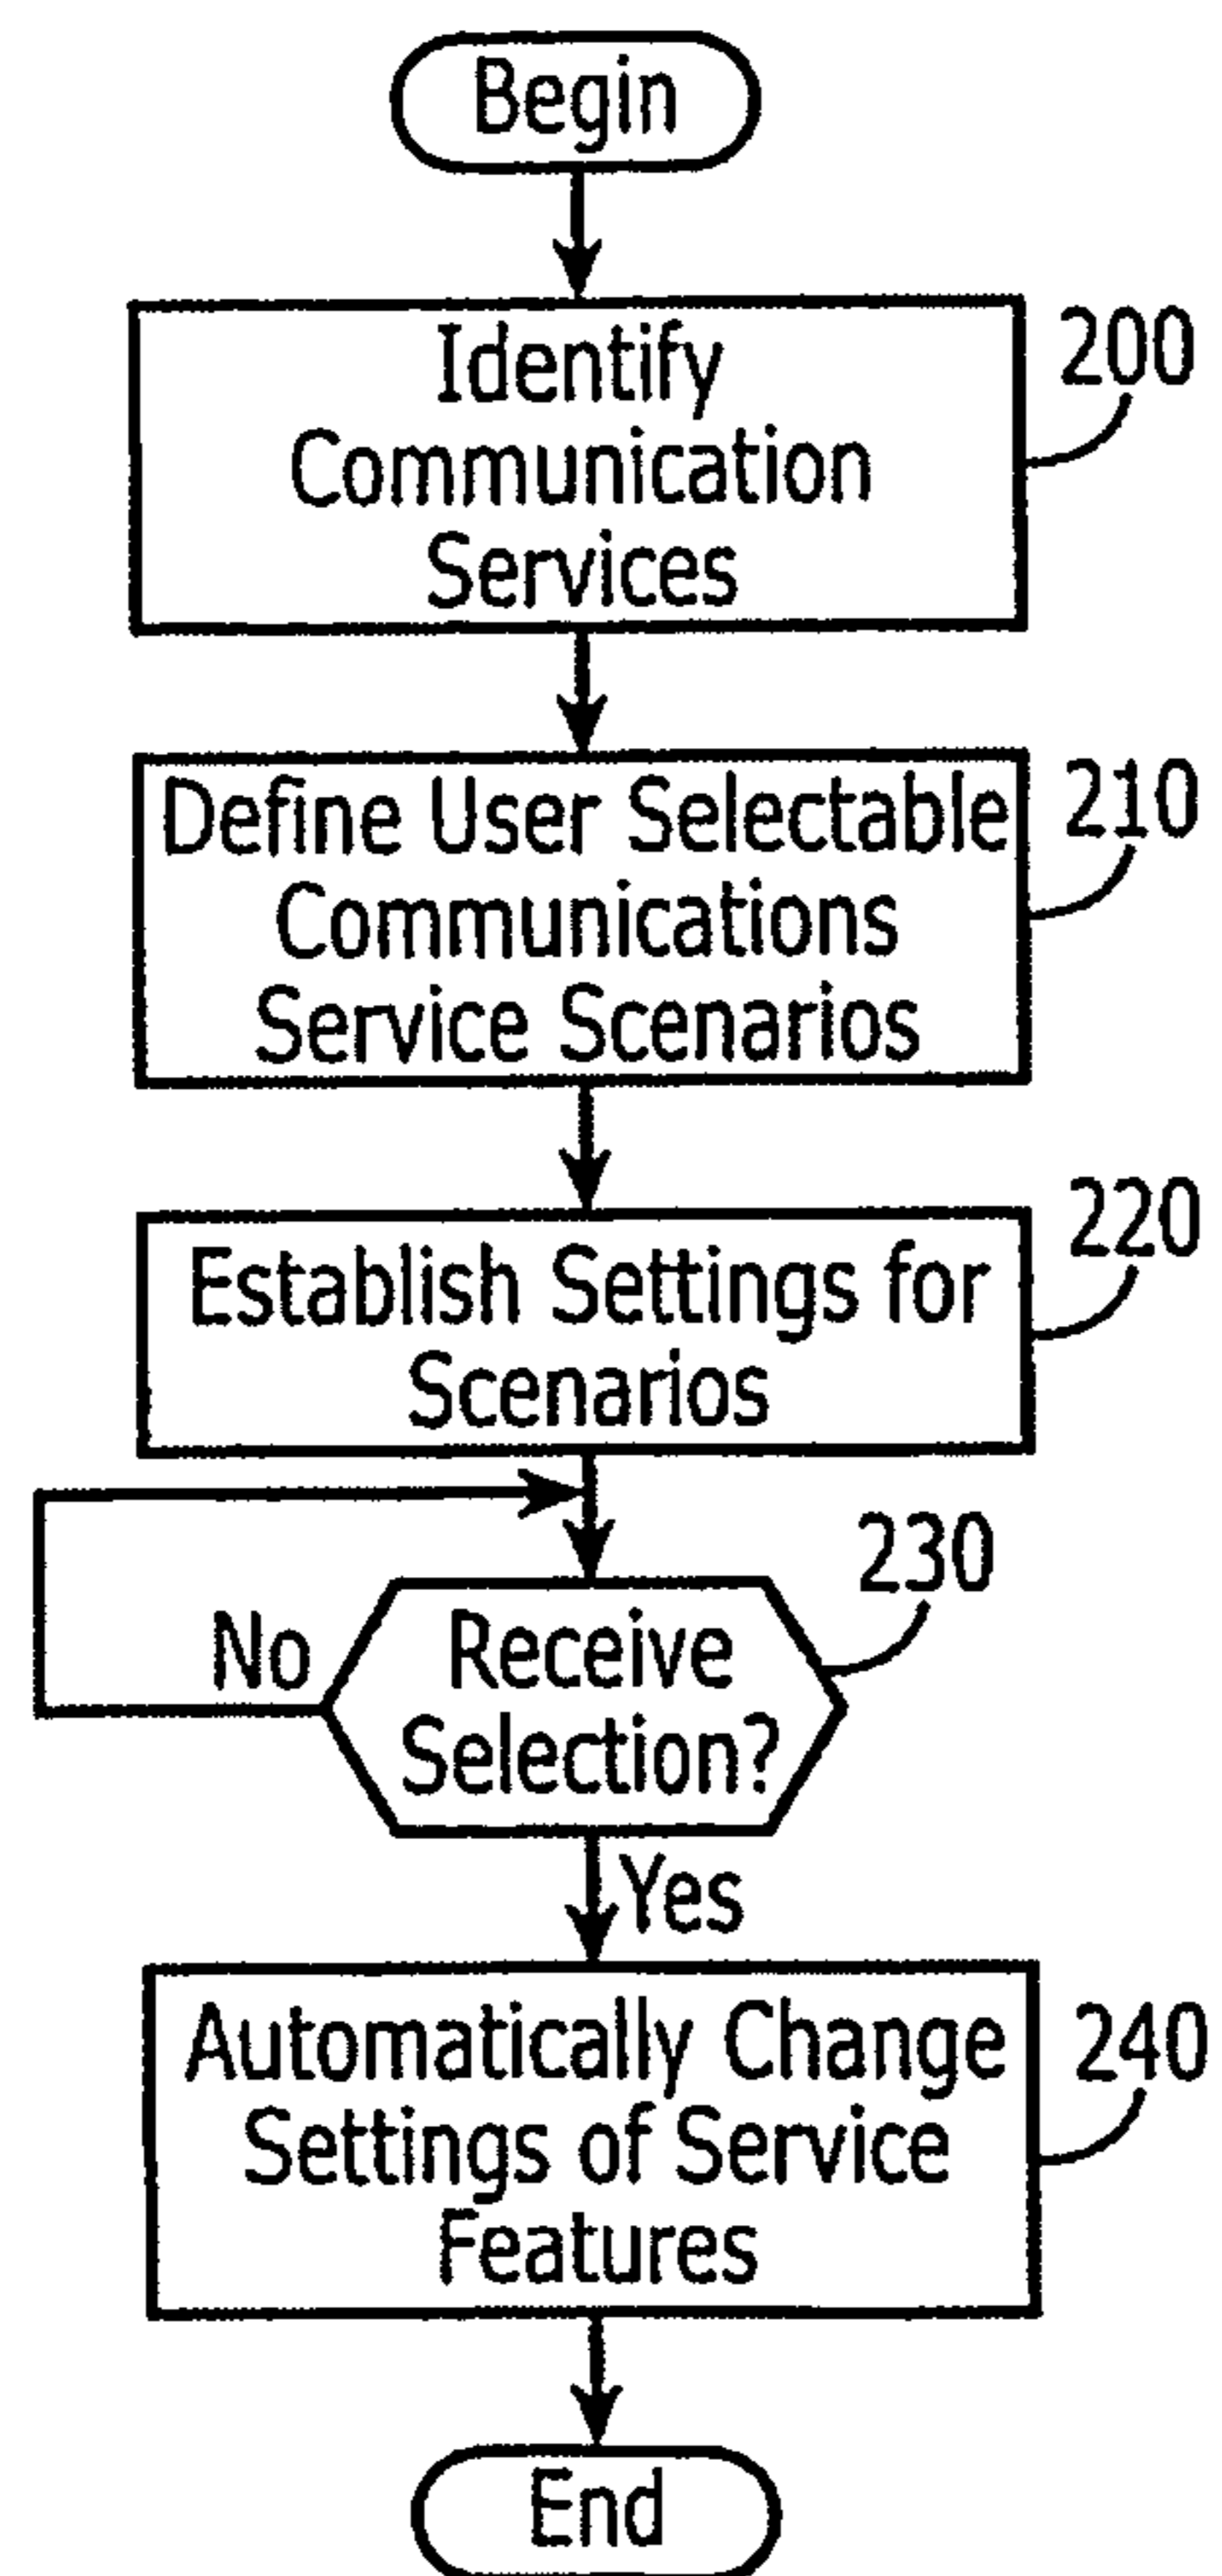 Begin
Identify
Communication
Services
200
Define User Selectable
Communications
Service Scenarios
210
Establish Settings for
Scenarios
220
Receive
Selection?
230
No
Yes
Automatically Change
Settings of Service
Features
240
End